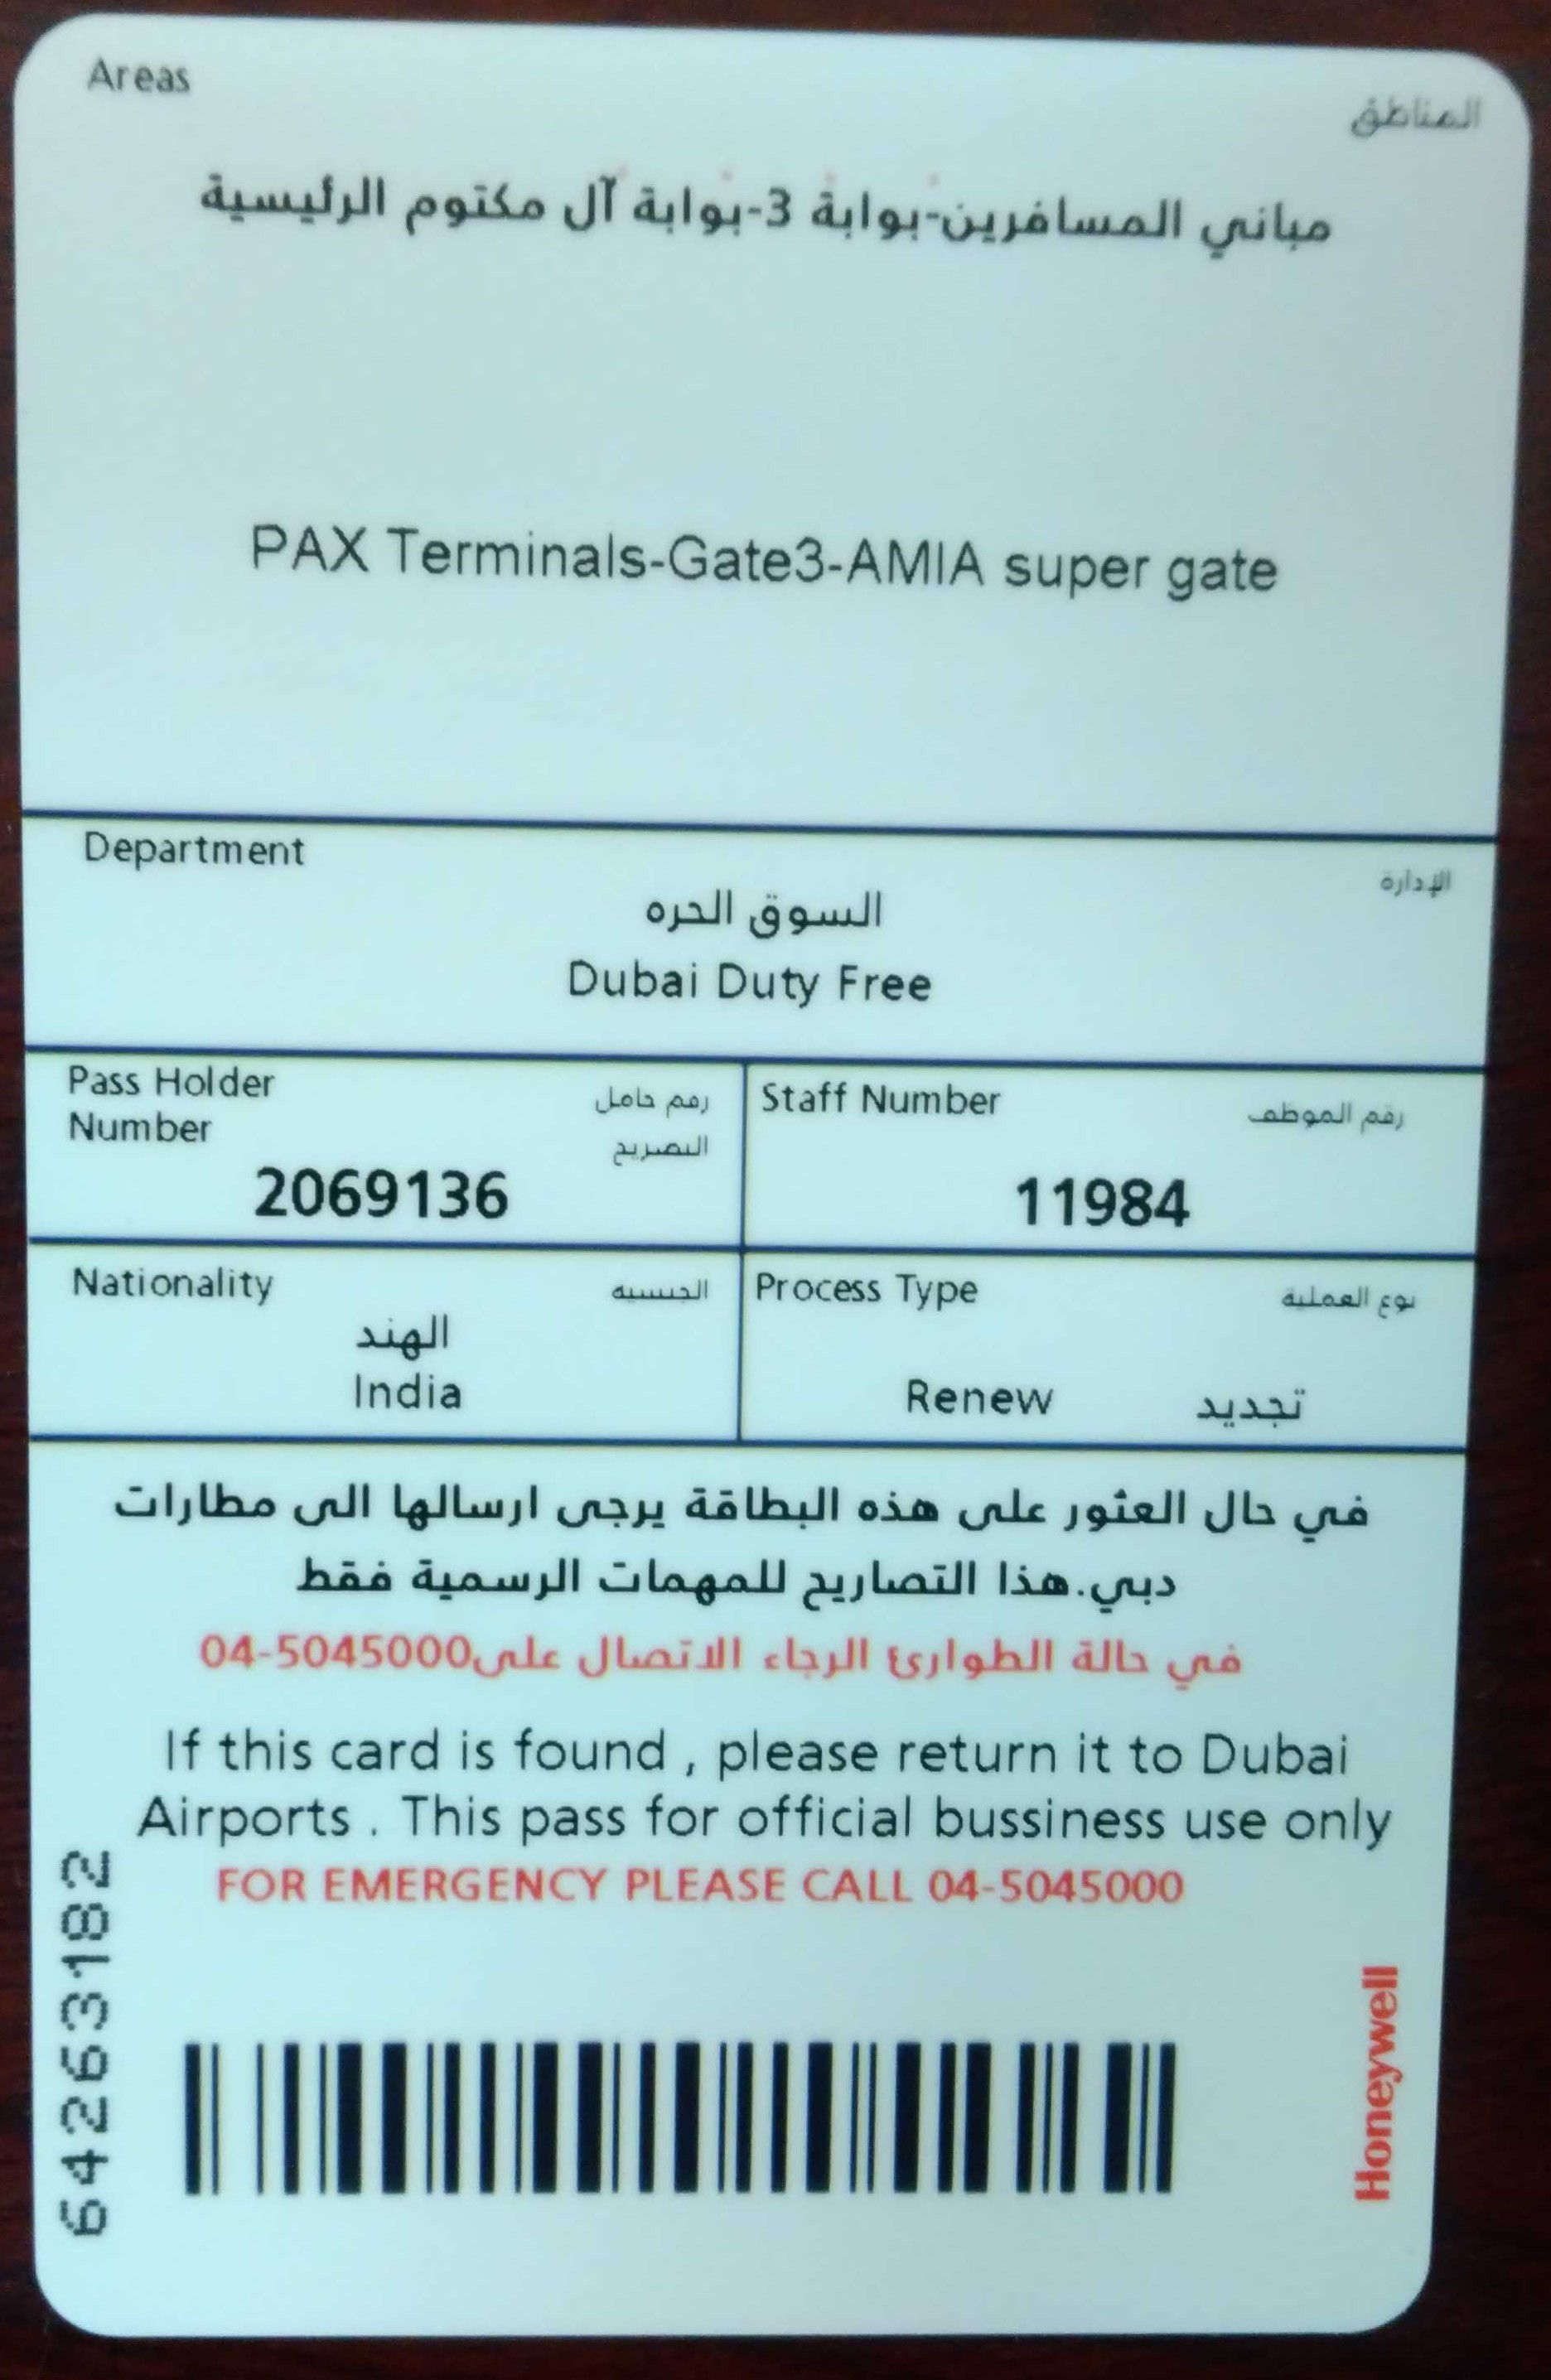 Areas
المناطق
مباني المسافرين-بوابة 3-بوابة آل مكتوم الرئيسية
PAX Terminals-Gate3-AMIA super gate
Department
الإدارة
السوق الحره
Dubai Duty Free
Pass Holder
Number
رقم حامل
التصريح
2069136
Staff Number
رقم الموظف
11984
Nationality
الجنسية
الهند
India
Process Type
نوع العملية
Renew تجديد
في حال العثور على هذه البطاقة يرجى ارسالها الى مطارات
دبي.هذا التصاريح للمهمات الرسمية فقط
في حالة الطوارئ الرجاء الاتصال على04-5045000
If this card is found , please return it to Dubai
Airports . This pass for official bussiness use only
FOR EMERGENCY PLEASE CALL 04-5045000
64263182
Honeywell